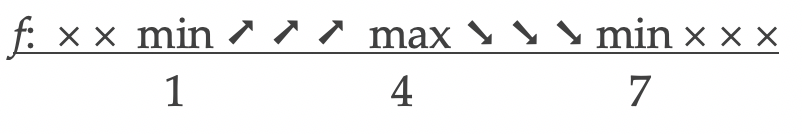 f: × × min ↗ ↗ ↗ max ↘ ↘ ↘ min × × ×
1 4 7